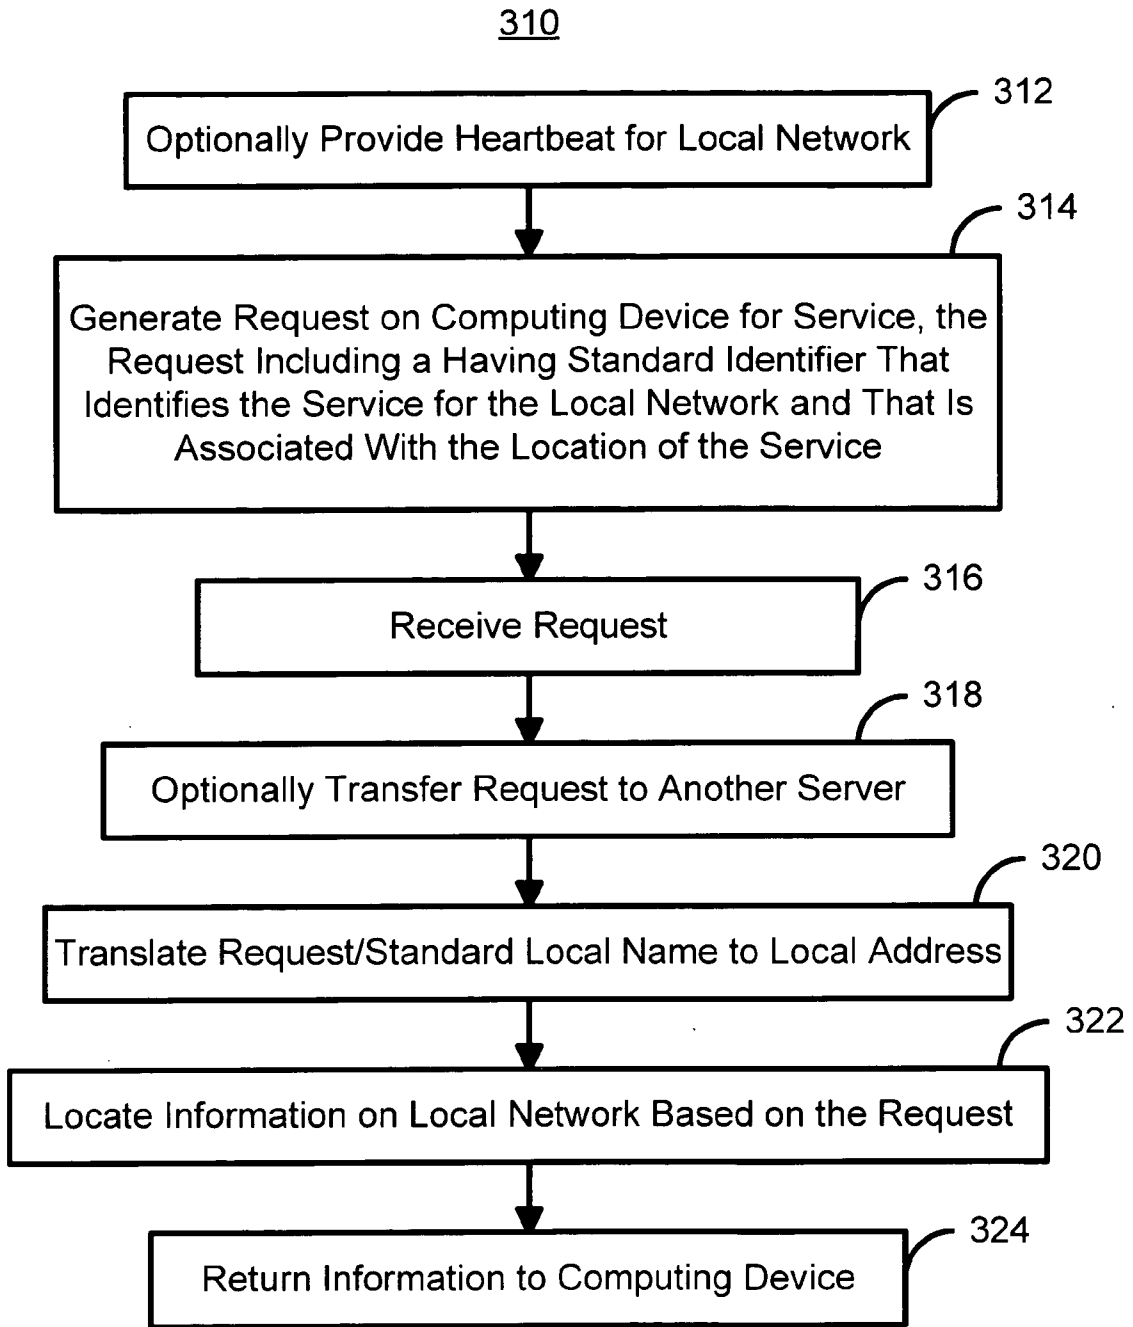 310
312
Optionally Provide Heartbeat for Local Network
314
Generate Request on Computing Device for Service, the
Request Including a Having Standard Identifier That
Identifies the Service for the Local Network and That Is
Associated With the Location of the Service
316
Receive Request
318
Optionally Transfer Request to Another Server
320
Translate Request/Standard Local Name to Local Address
322
Locate Information on Local Network Based on the Request
324
Return Information to Computing Device